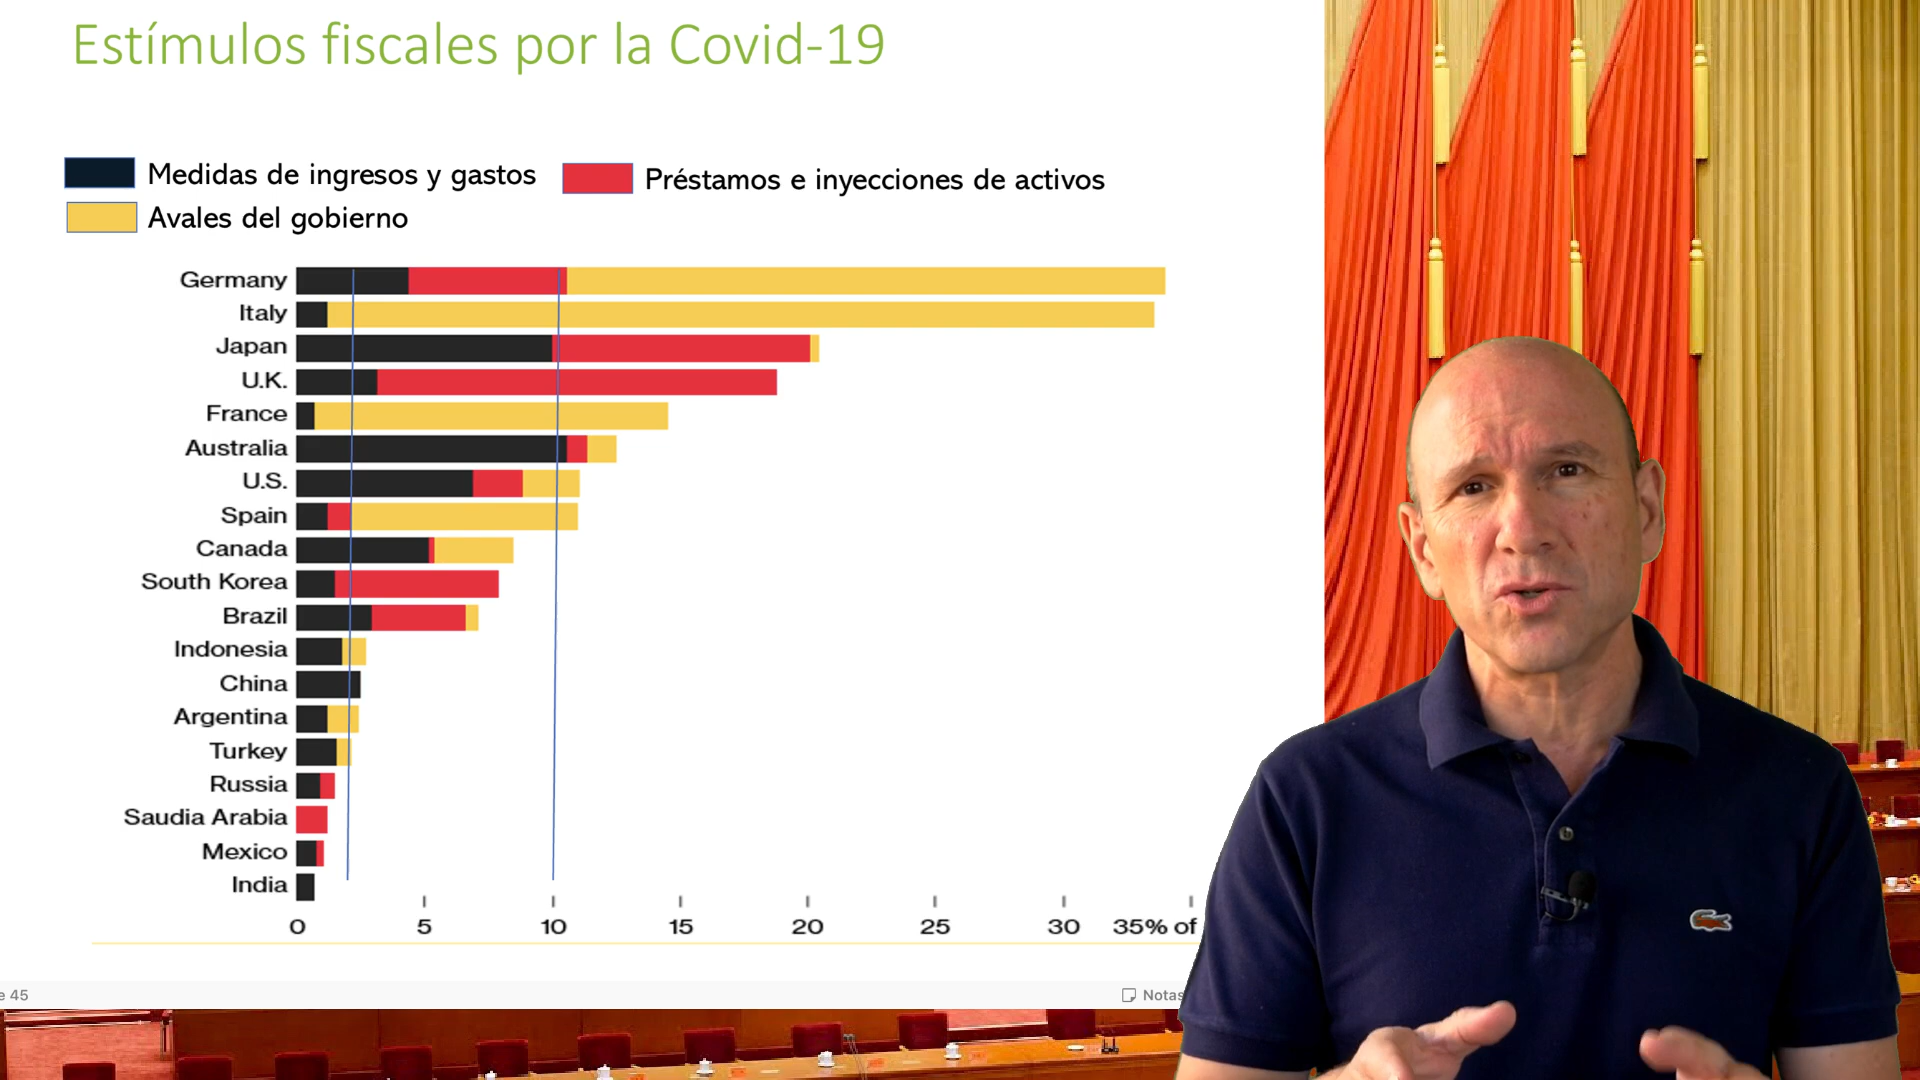 Estímulos fiscales por la Covid-19
Medidas de ingresos y gastos
Préstamos e inyecciones de activos
Avales del gobierno
Germany
Italy
Japan
U.K.
France
Australia
U.S.
Spain
Canada
South Korea
Brazil
Indonesia
China
Argentina
Turkey
Russia
Saudia Arabia
Mexico
India
0 5 10 15 20 25 30 35% of
e 45
Notas